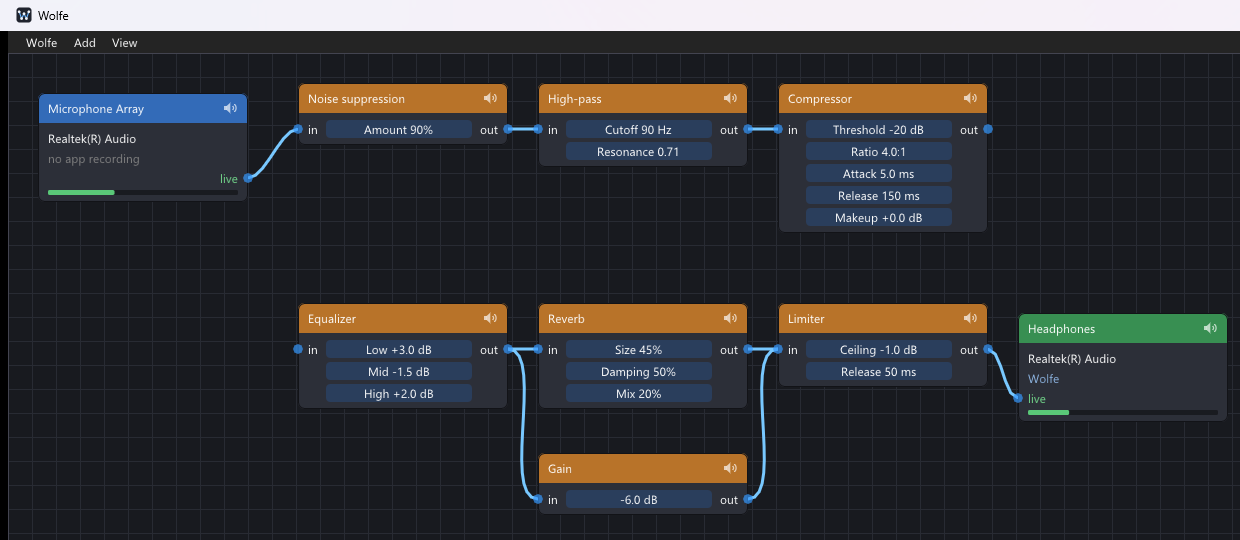 Wolfe
Wolfe Add View
Microphone Array
Realtek(R) Audio
no app recording
live
Noise suppression
in Amount 90% out
High-pass
in Cutoff 90 Hz out
Resonance 0.71
Compressor
in Threshold -20 dB out
Ratio 4.0:1
Attack 5.0 ms
Release 150 ms
Makeup +0.0 dB
Equalizer
in Low +3.0 dB out
Mid -1.5 dB
High +2.0 dB
Reverb
in Size 45% out
Damping 50%
Mix 20%
Limiter
in Ceiling -1.0 dB out
Release 50 ms
Headphones
Realtek(R) Audio
Wolfe
live
Gain
in -6.0 dB out